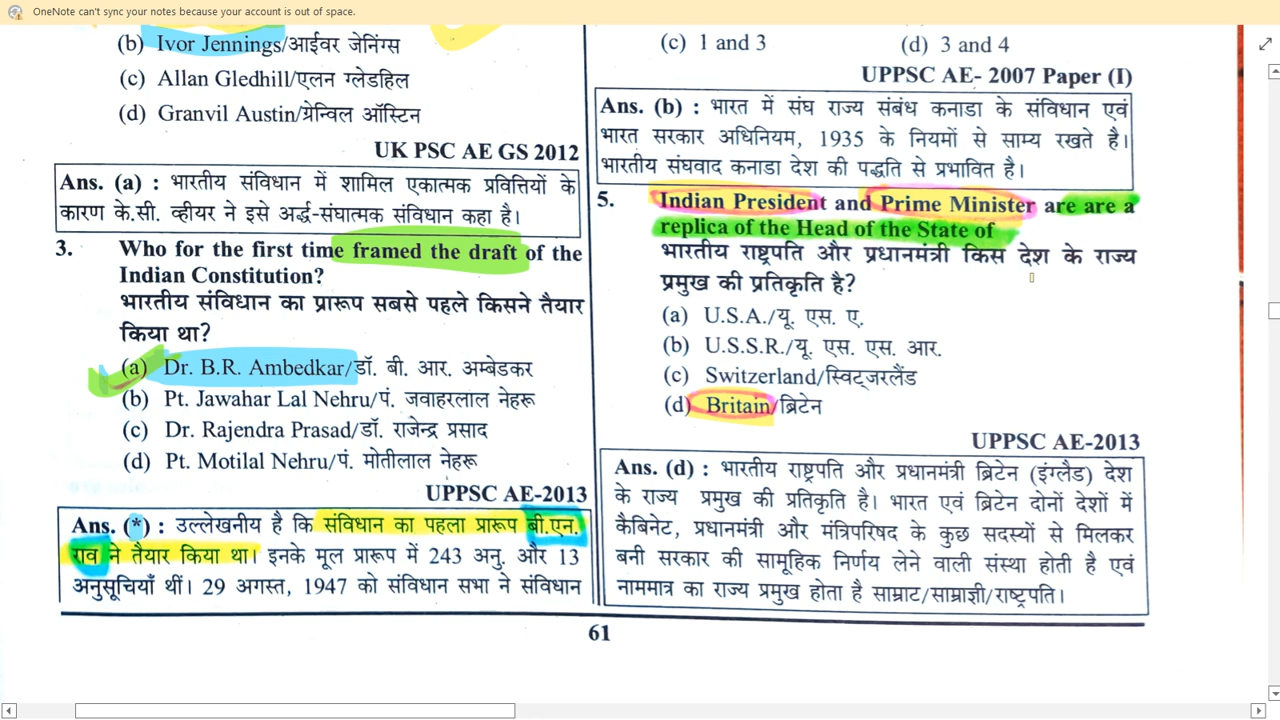 OneNote can't sync your notes because your account is out of space.
(b) Ivor Jennings/आईवर जेनिंग्स
(c) Allan Gledhill/एलन ग्लेडहिल
(d) Granvil Austin/ग्रेन्विल ऑस्टिन
UK PSC AE GS 2012
Ans. (a) : भारतीय संविधान में शामिल एकात्मक प्रवित्तियों के
कारण के.सी. व्हीयर ने इसे अर्द्ध-संघात्मक संविधान कहा है।
3. Who for the first time framed the draft of the
Indian Constitution?
भारतीय संविधान का प्रारूप सबसे पहले किसने तैयार
किया था?
(a) Dr. B.R. Ambedkar/डॉ. बी. आर. अम्बेडकर
(b) Pt. Jawahar Lal Nehru/पं. जवाहरलाल नेहरू
(c) Dr. Rajendra Prasad/डॉ. राजेन्द्र प्रसाद
(d) Pt. Motilal Nehru/पं. मोतीलाल नेहरू
UPPSC AE-2013
Ans. (*) : उल्लेखनीय है कि संविधान का पहला प्रारूप बी.एन.
राव ने तैयार किया था। इनके मूल प्रारूप में 243 अनु. और 13
अनुसूचियाँ थीं। 29 अगस्त, 1947 को संविधान सभा ने संविधान
(c) 1 and 3 (d) 3 and 4
UPPSC AE- 2007 Paper (I)
Ans. (b) : भारत में संघ राज्य संबंध कनाडा के संविधान एवं
भारत सरकार अधिनियम, 1935 के नियमों से साम्य रखते है।
भारतीय संघवाद कनाडा देश की पद्धति से प्रभावित है।
5. Indian President and Prime Minister are are a
replica of the Head of the State of
भारतीय राष्ट्रपति और प्रधानमंत्री किस देश के राज्य
प्रमुख की प्रतिकृति है?
(a) U.S.A./यू. एस. ए.
(b) U.S.S.R./यू. एस. एस. आर.
(c) Switzerland/स्विट्जरलैंड
(d) Britain/ब्रिटेन
UPPSC AE-2013
Ans. (d) : भारतीय राष्ट्रपति और प्रधानमंत्री ब्रिटेन (इंग्लैड) देश
के राज्य प्रमुख की प्रतिकृति है। भारत एवं ब्रिटेन दोनों देशों में
कैबिनेट, प्रधानमंत्री और मंत्रिपरिषद के कुछ सदस्यों से मिलकर
बनी सरकार की सामूहिक निर्णय लेने वाली संस्था होती है एवं
नाममात्र का राज्य प्रमुख होता है साम्राट/साम्राज्ञी/राष्ट्रपति।
61